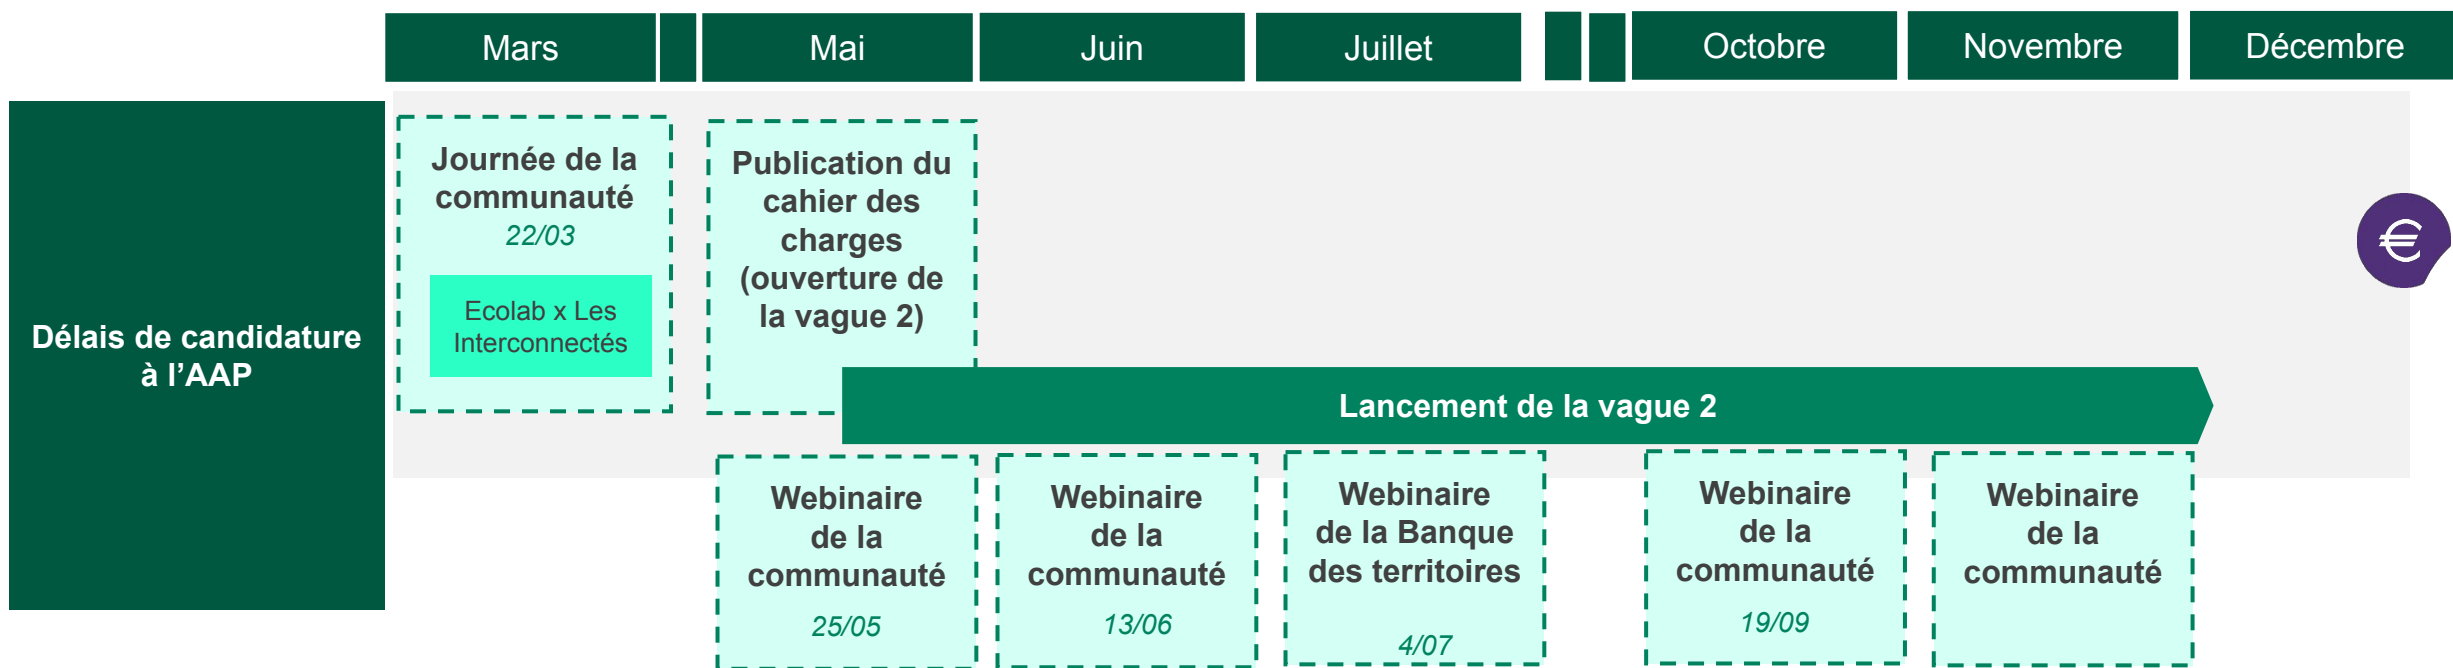 Mars
Mai
Juin
Juillet
Octobre
Novembre
Décembre
Délais de candidature
à l’AAP
Journée de la
communauté
22/03
Ecolab x Les
Interconnectés
Publication du
cahier des
charges
(ouverture de
la vague 2)
€
Lancement de la vague 2
Webinaire
de la
communauté
25/05
Webinaire
de la
communauté
13/06
Webinaire
de la Banque
des territoires
4/07
Webinaire
de la
communauté
19/09
Webinaire
de la
communauté